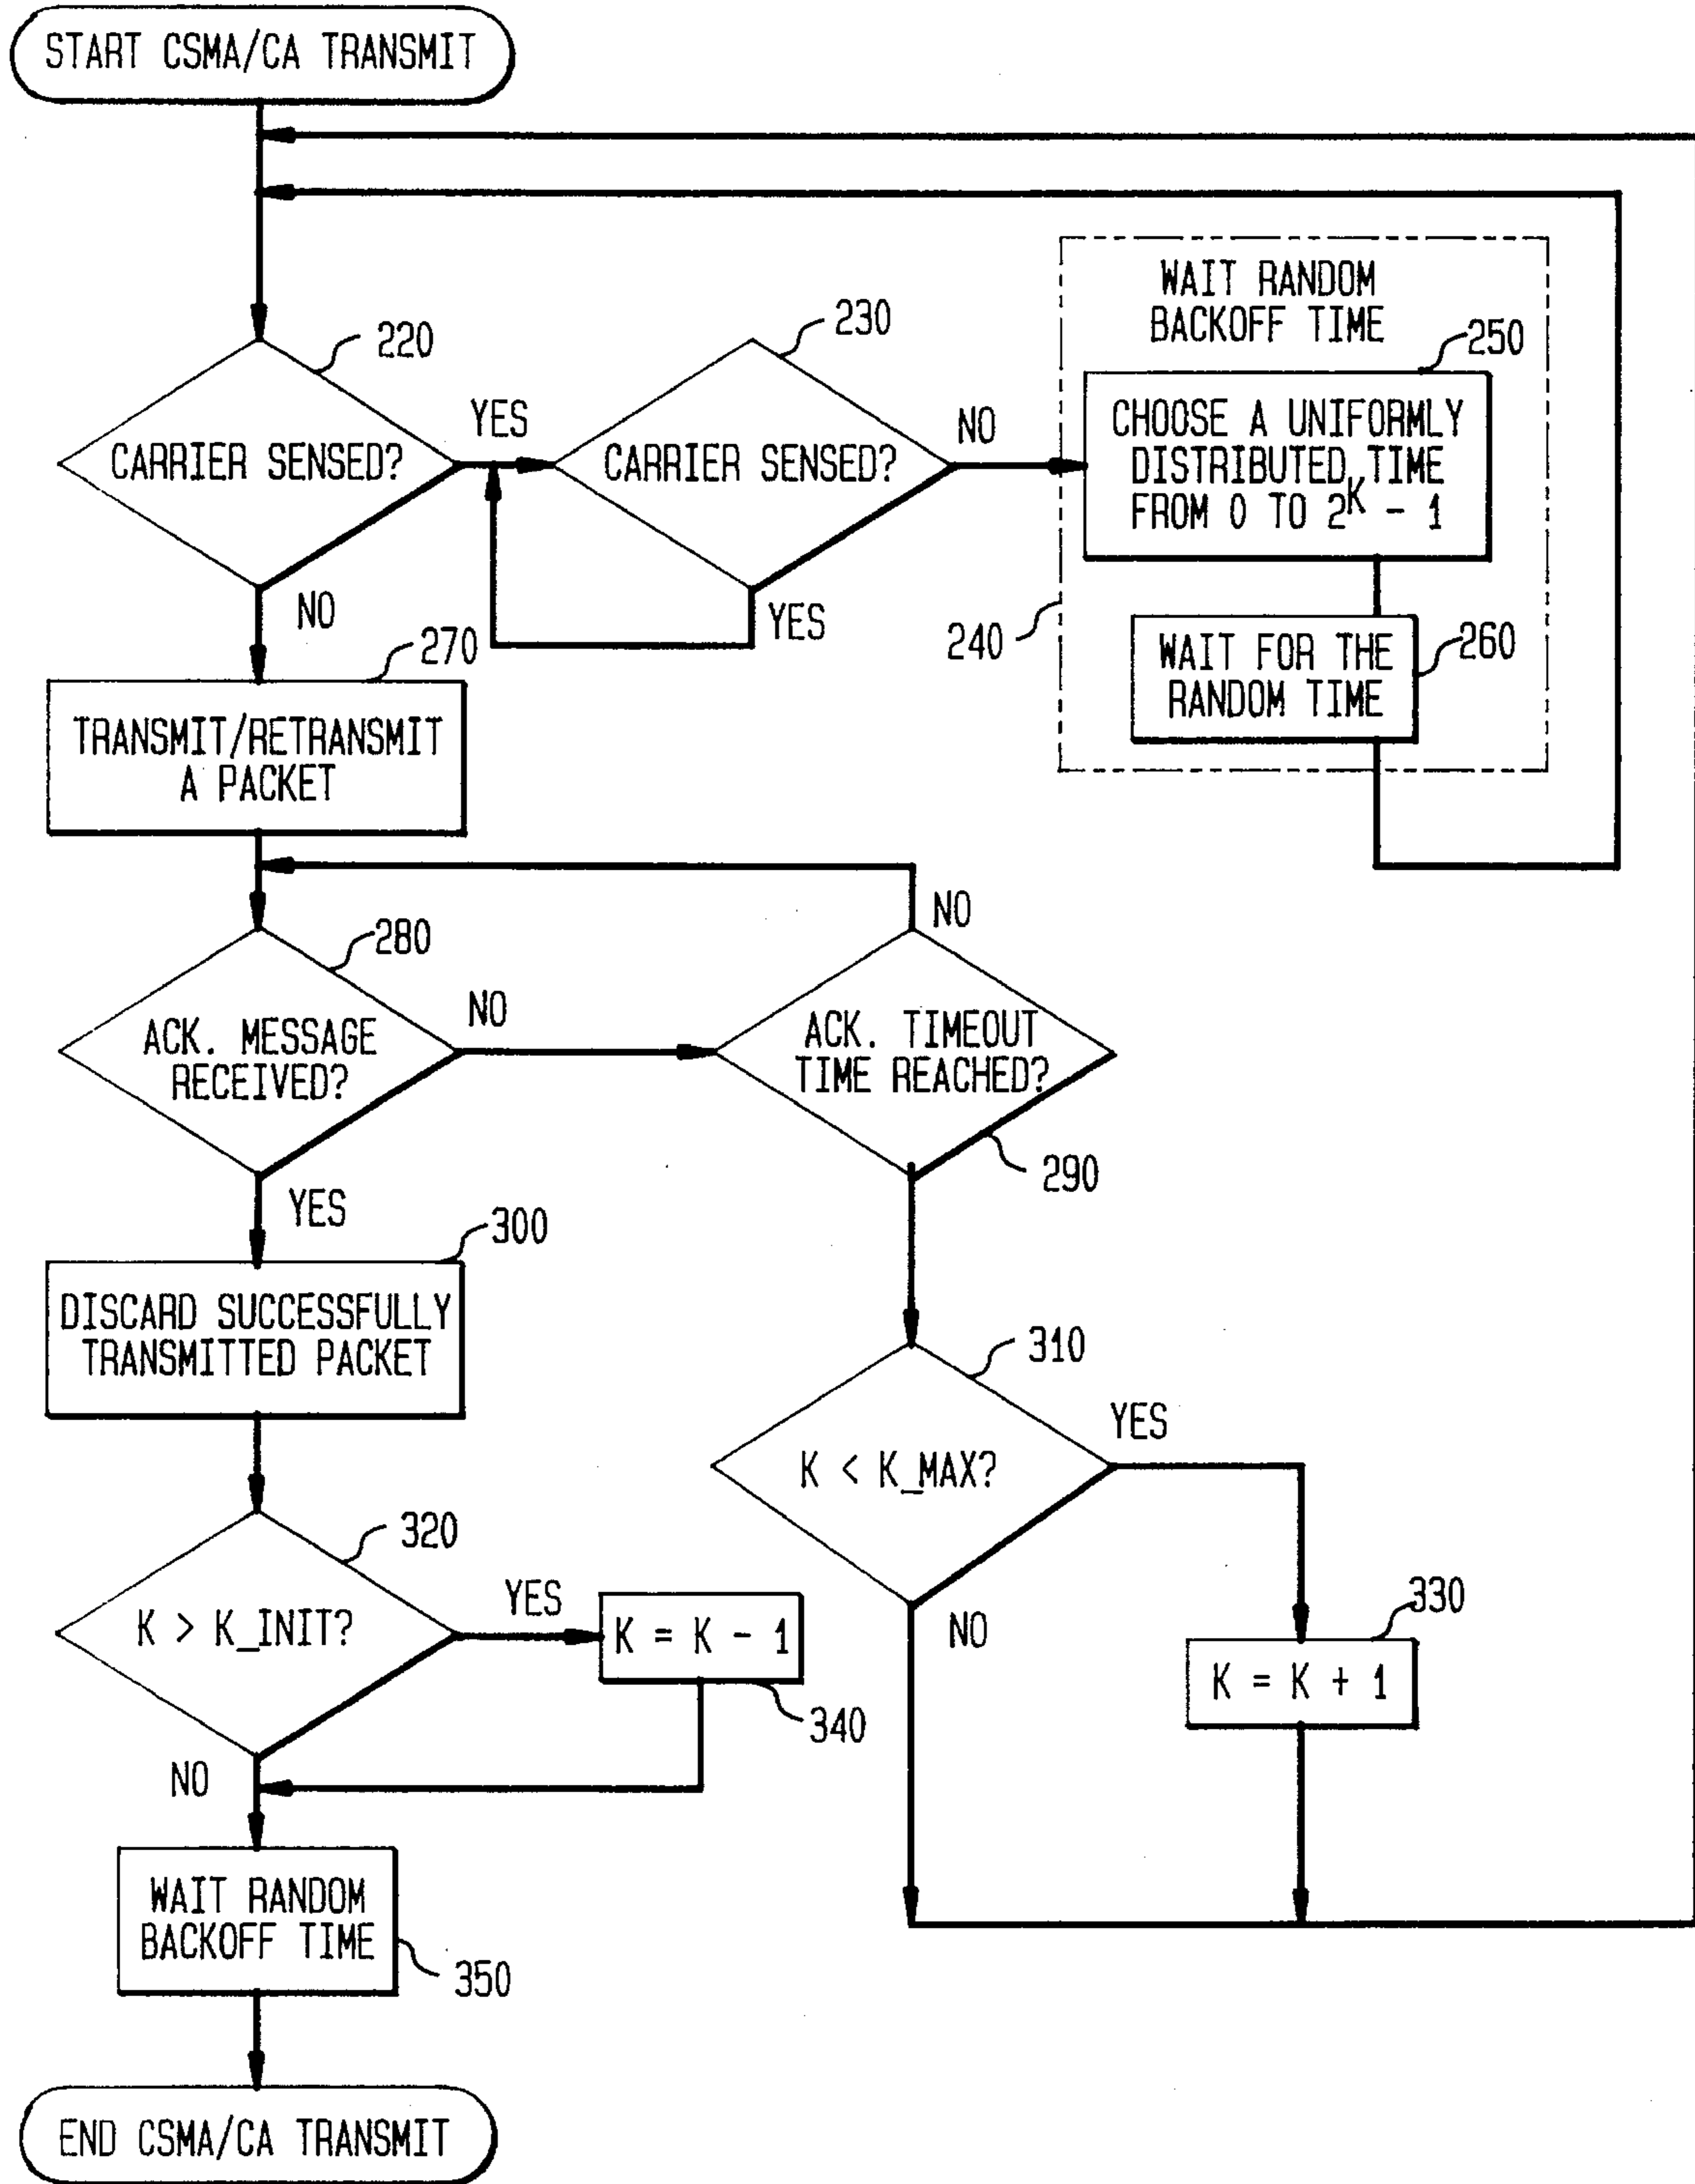 START CSMA/CA TRANSMIT
WAIT RANDOM
BACKOFF TIME
220
230
250
CARRIER SENSED?
YES
CARRIER SENSED?
NO
CHOOSE A UNIFORMLY
DISTRIBUTED TIME
FROM 0 TO 2^K - 1
NO
YES
240
260
WAIT FOR THE
RANDOM TIME
270
TRANSMIT/RETRANSMIT
A PACKET
NO
280
ACK. MESSAGE
RECEIVED?
NO
ACK. TIMEOUT
TIME REACHED?
290
YES
300
DISCARD SUCCESSFULLY
TRANSMITTED PACKET
310
K < K_MAX?
YES
320
K > K_INIT?
YES
K = K - 1
340
NO
330
K = K + 1
NO
WAIT RANDOM
BACKOFF TIME
350
END CSMA/CA TRANSMIT